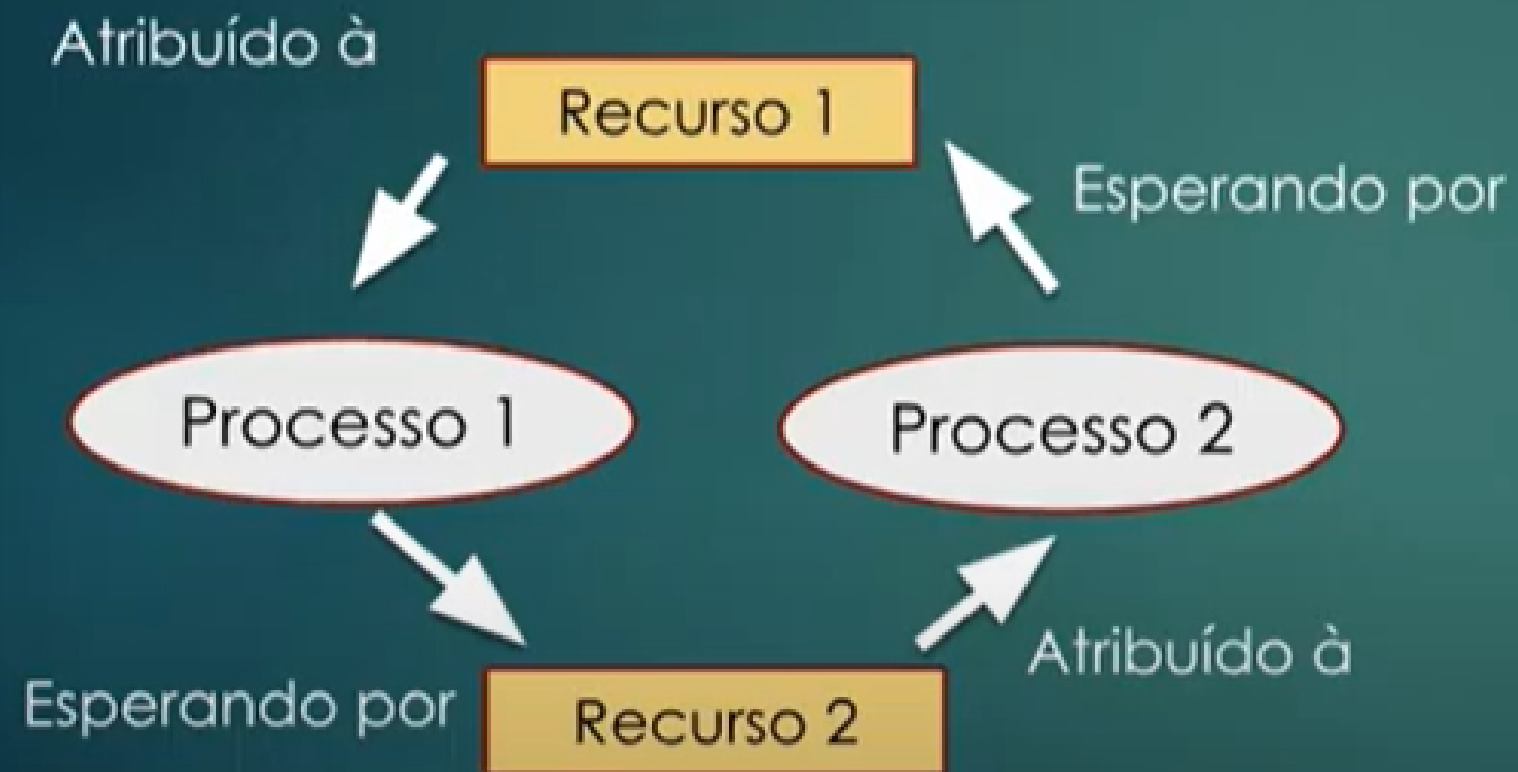 Atribuído à
Recurso 1
Esperando por
Processo 1
Processo 2
Atribuído à
Esperando por
Recurso 2